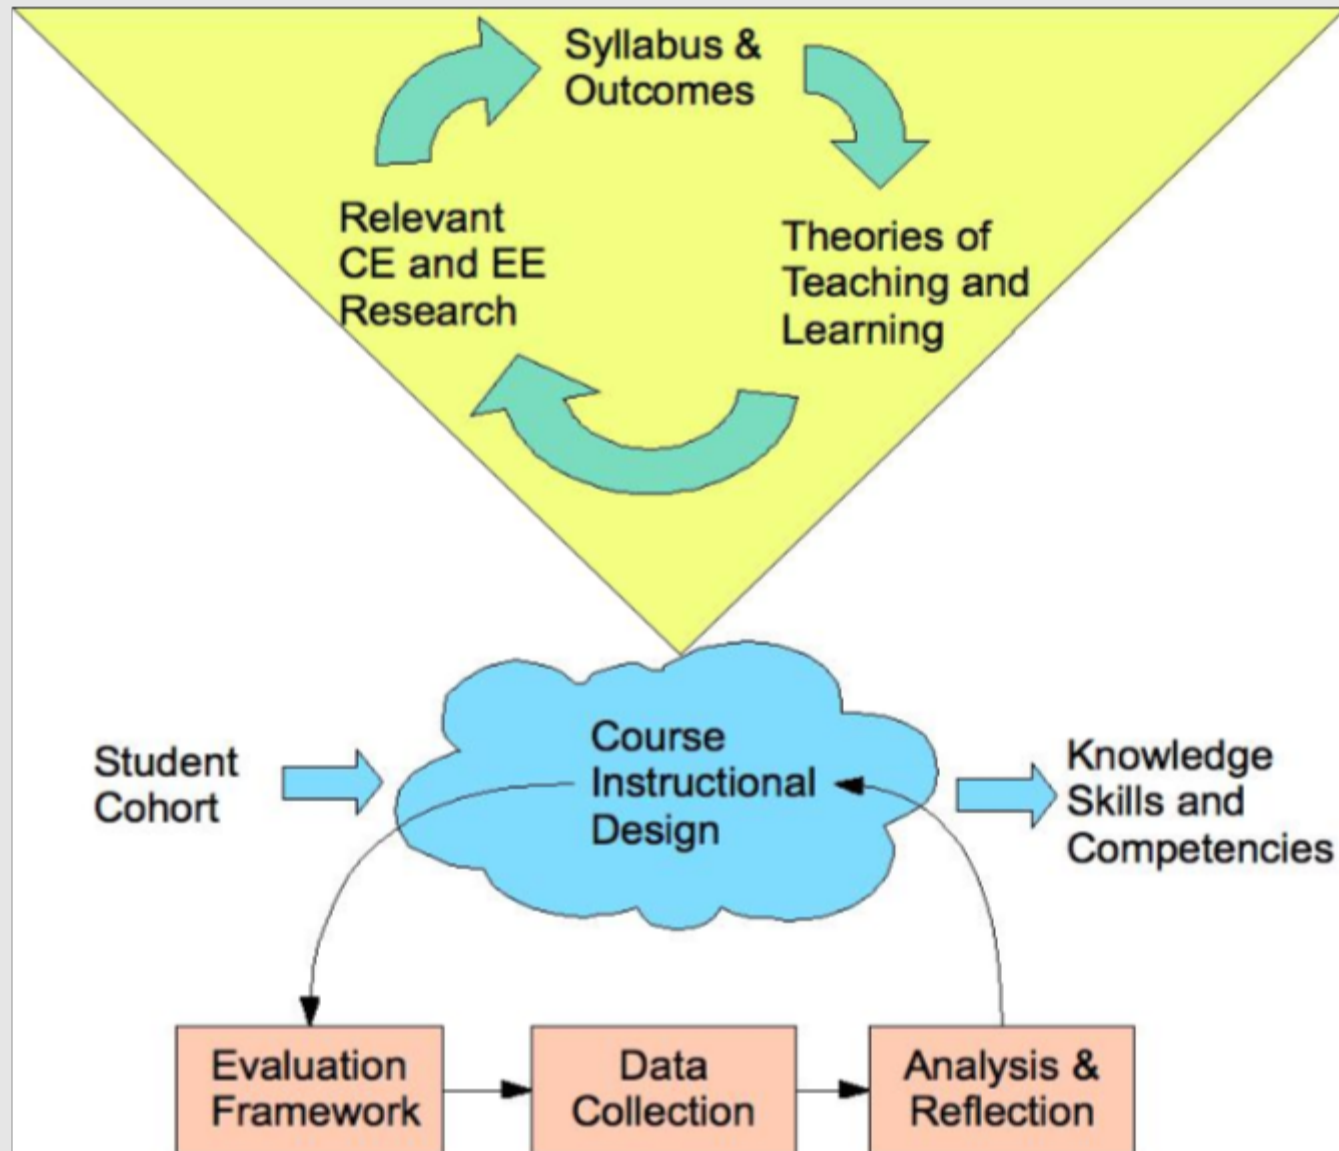 Syllabus &
Outcomes
Relevant
CE and EE
Research
Theories of
Teaching and
Learning
Student
Cohort
Course
Instructional
Design
Knowledge
Skills and
Competencies
Evaluation
Framework
Data
Collection
Analysis &
Reflection